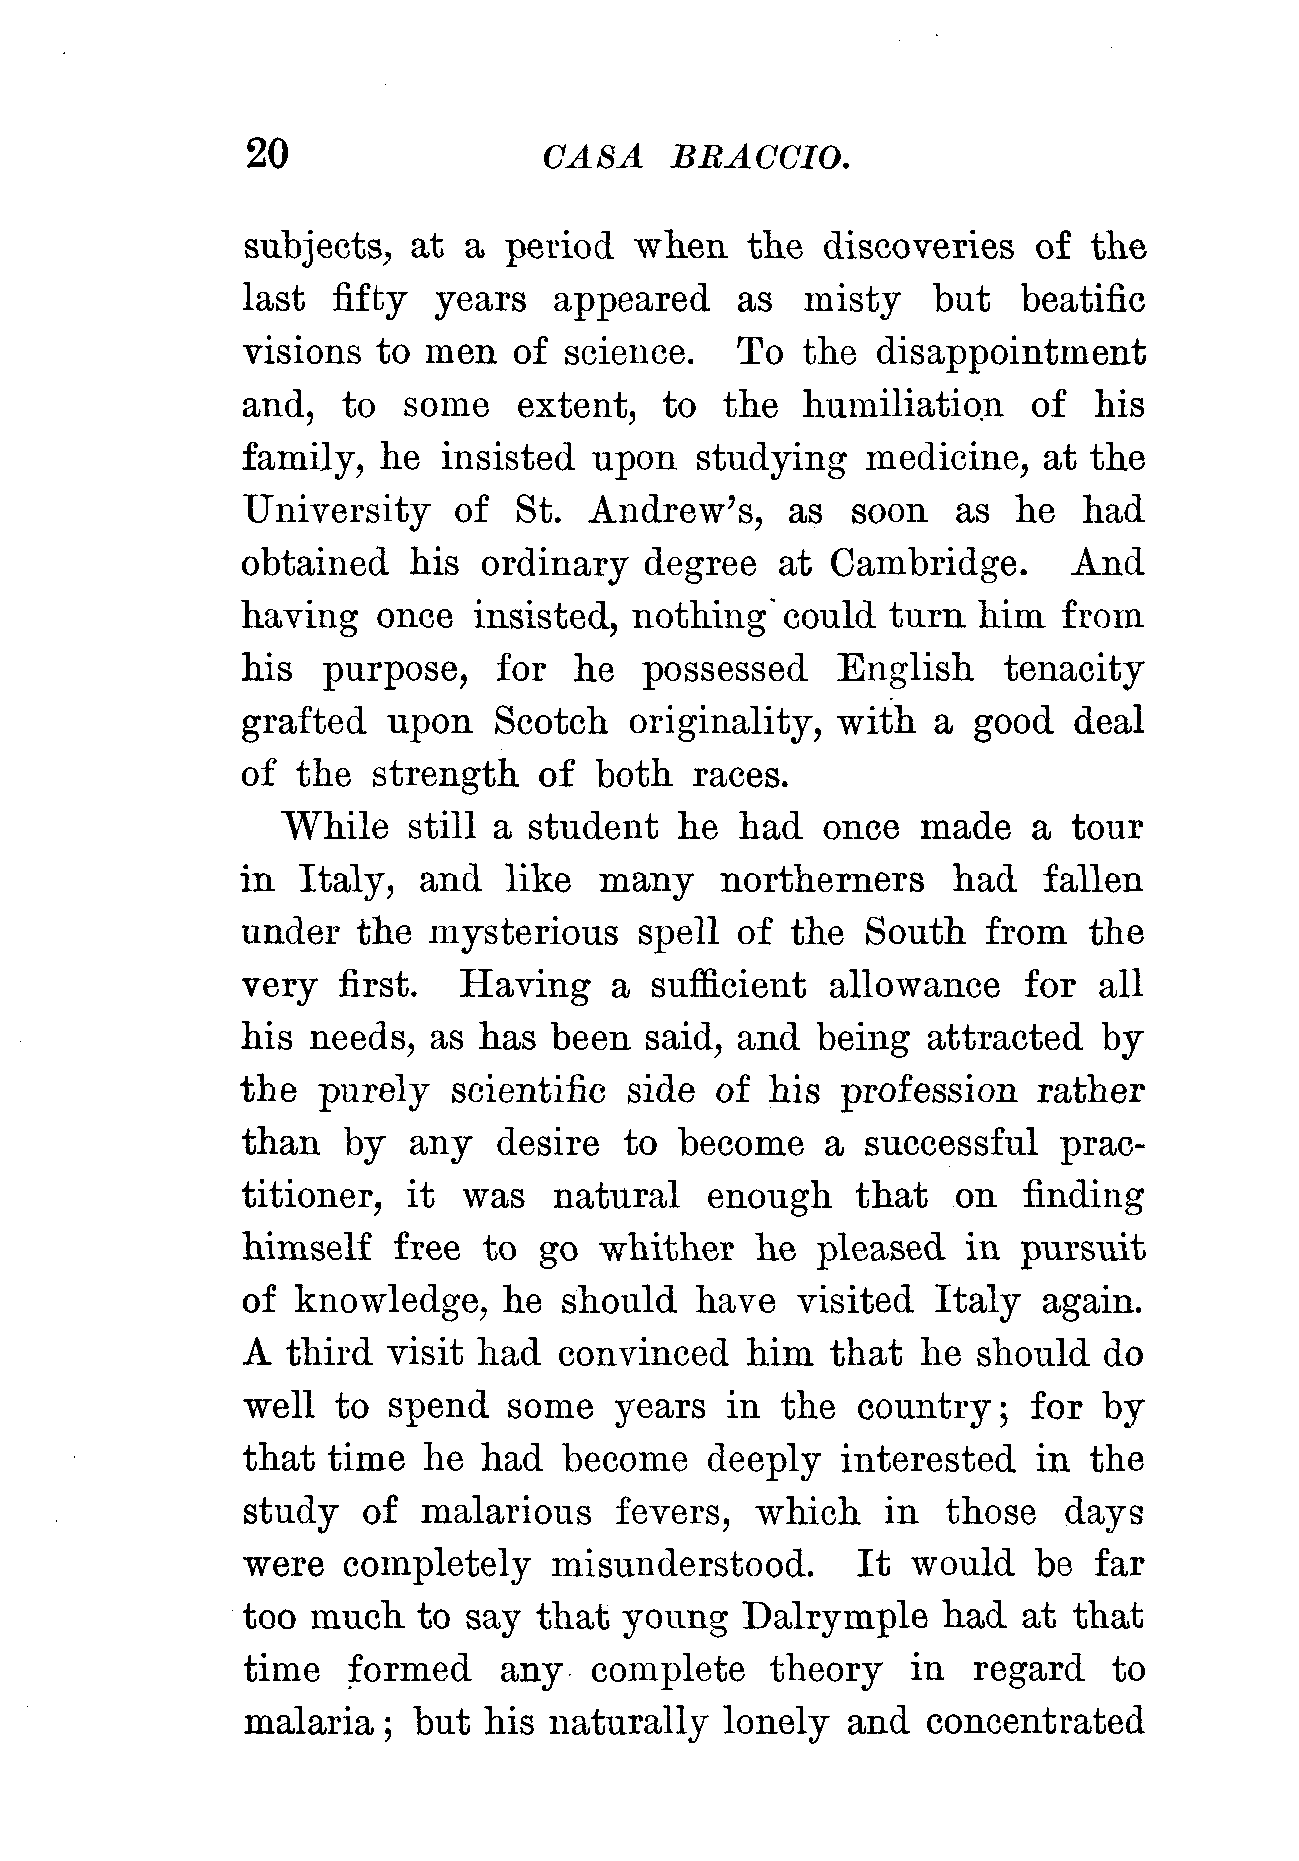 20 CASA BRACCIO.
subjects, at a period when the discoveries of the
last fifty years appeared as misty but beatific
visions to men of science. To the disappointment
and, to some extent, to the humiliation of his
family, he insisted upon studying medicine, at the
University of St. Andrew's, as soon as he had
obtained his ordinary degree at Cambridge. And
having once insisted, nothing could turn him from
his purpose, for he possessed English tenacity
grafted upon Scotch originality, with a good deal
of the strength of both races.
While still a student he had once made a tour
in Italy, and like many northerners had fallen
under the mysterious spell of the South from the
very first. Having a sufficient allowance for all
his needs, as has been said, and being attracted by
the purely scientific side of his profession rather
than by any desire to become a successful prac-
titioner, it was natural enough that on finding
himself free to go whither he pleased in pursuit
of knowledge, he should have visited Italy again.
A third visit had convinced him that he should do
well to spend some years in the country; for by
that time he had become deeply interested in the
study of malarious fevers, which in those days
were completely misunderstood. It would be far
too much to say that young Dalrymple had at that
time formed any complete theory in regard to
malaria; but his naturally lonely and concentrated